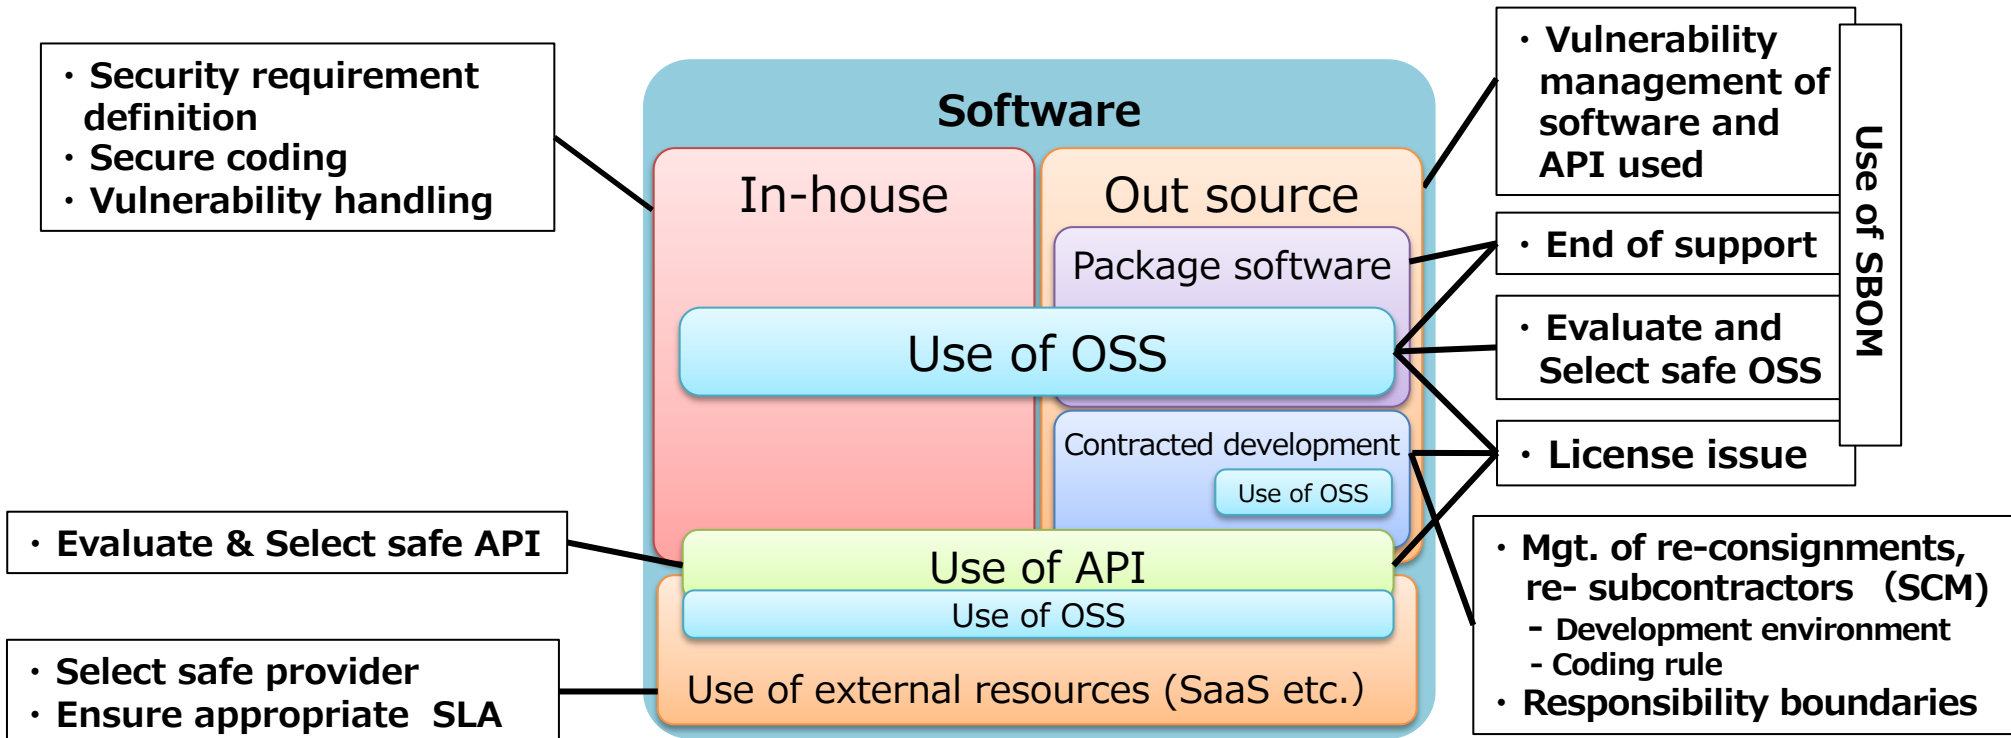 ・ Security requirement
definition
・ Secure coding
・ Vulnerability handling
・ Evaluate & Select safe API
・ Select safe provider
・ Ensure appropriate SLA
Software
In-house
Out source
Package software
Use of OSS
Contracted development
Use of OSS
Use of API
Use of OSS
Use of external resources (SaaS etc.)
・ Vulnerability
management of
software and
API used
・ End of support
・ Evaluate and
Select safe OSS
・ License issue
Use of SBOM
・ Mgt. of re-consignments,
re- subcontractors （SCM)
- Development environment
- Coding rule
・ Responsibility boundaries